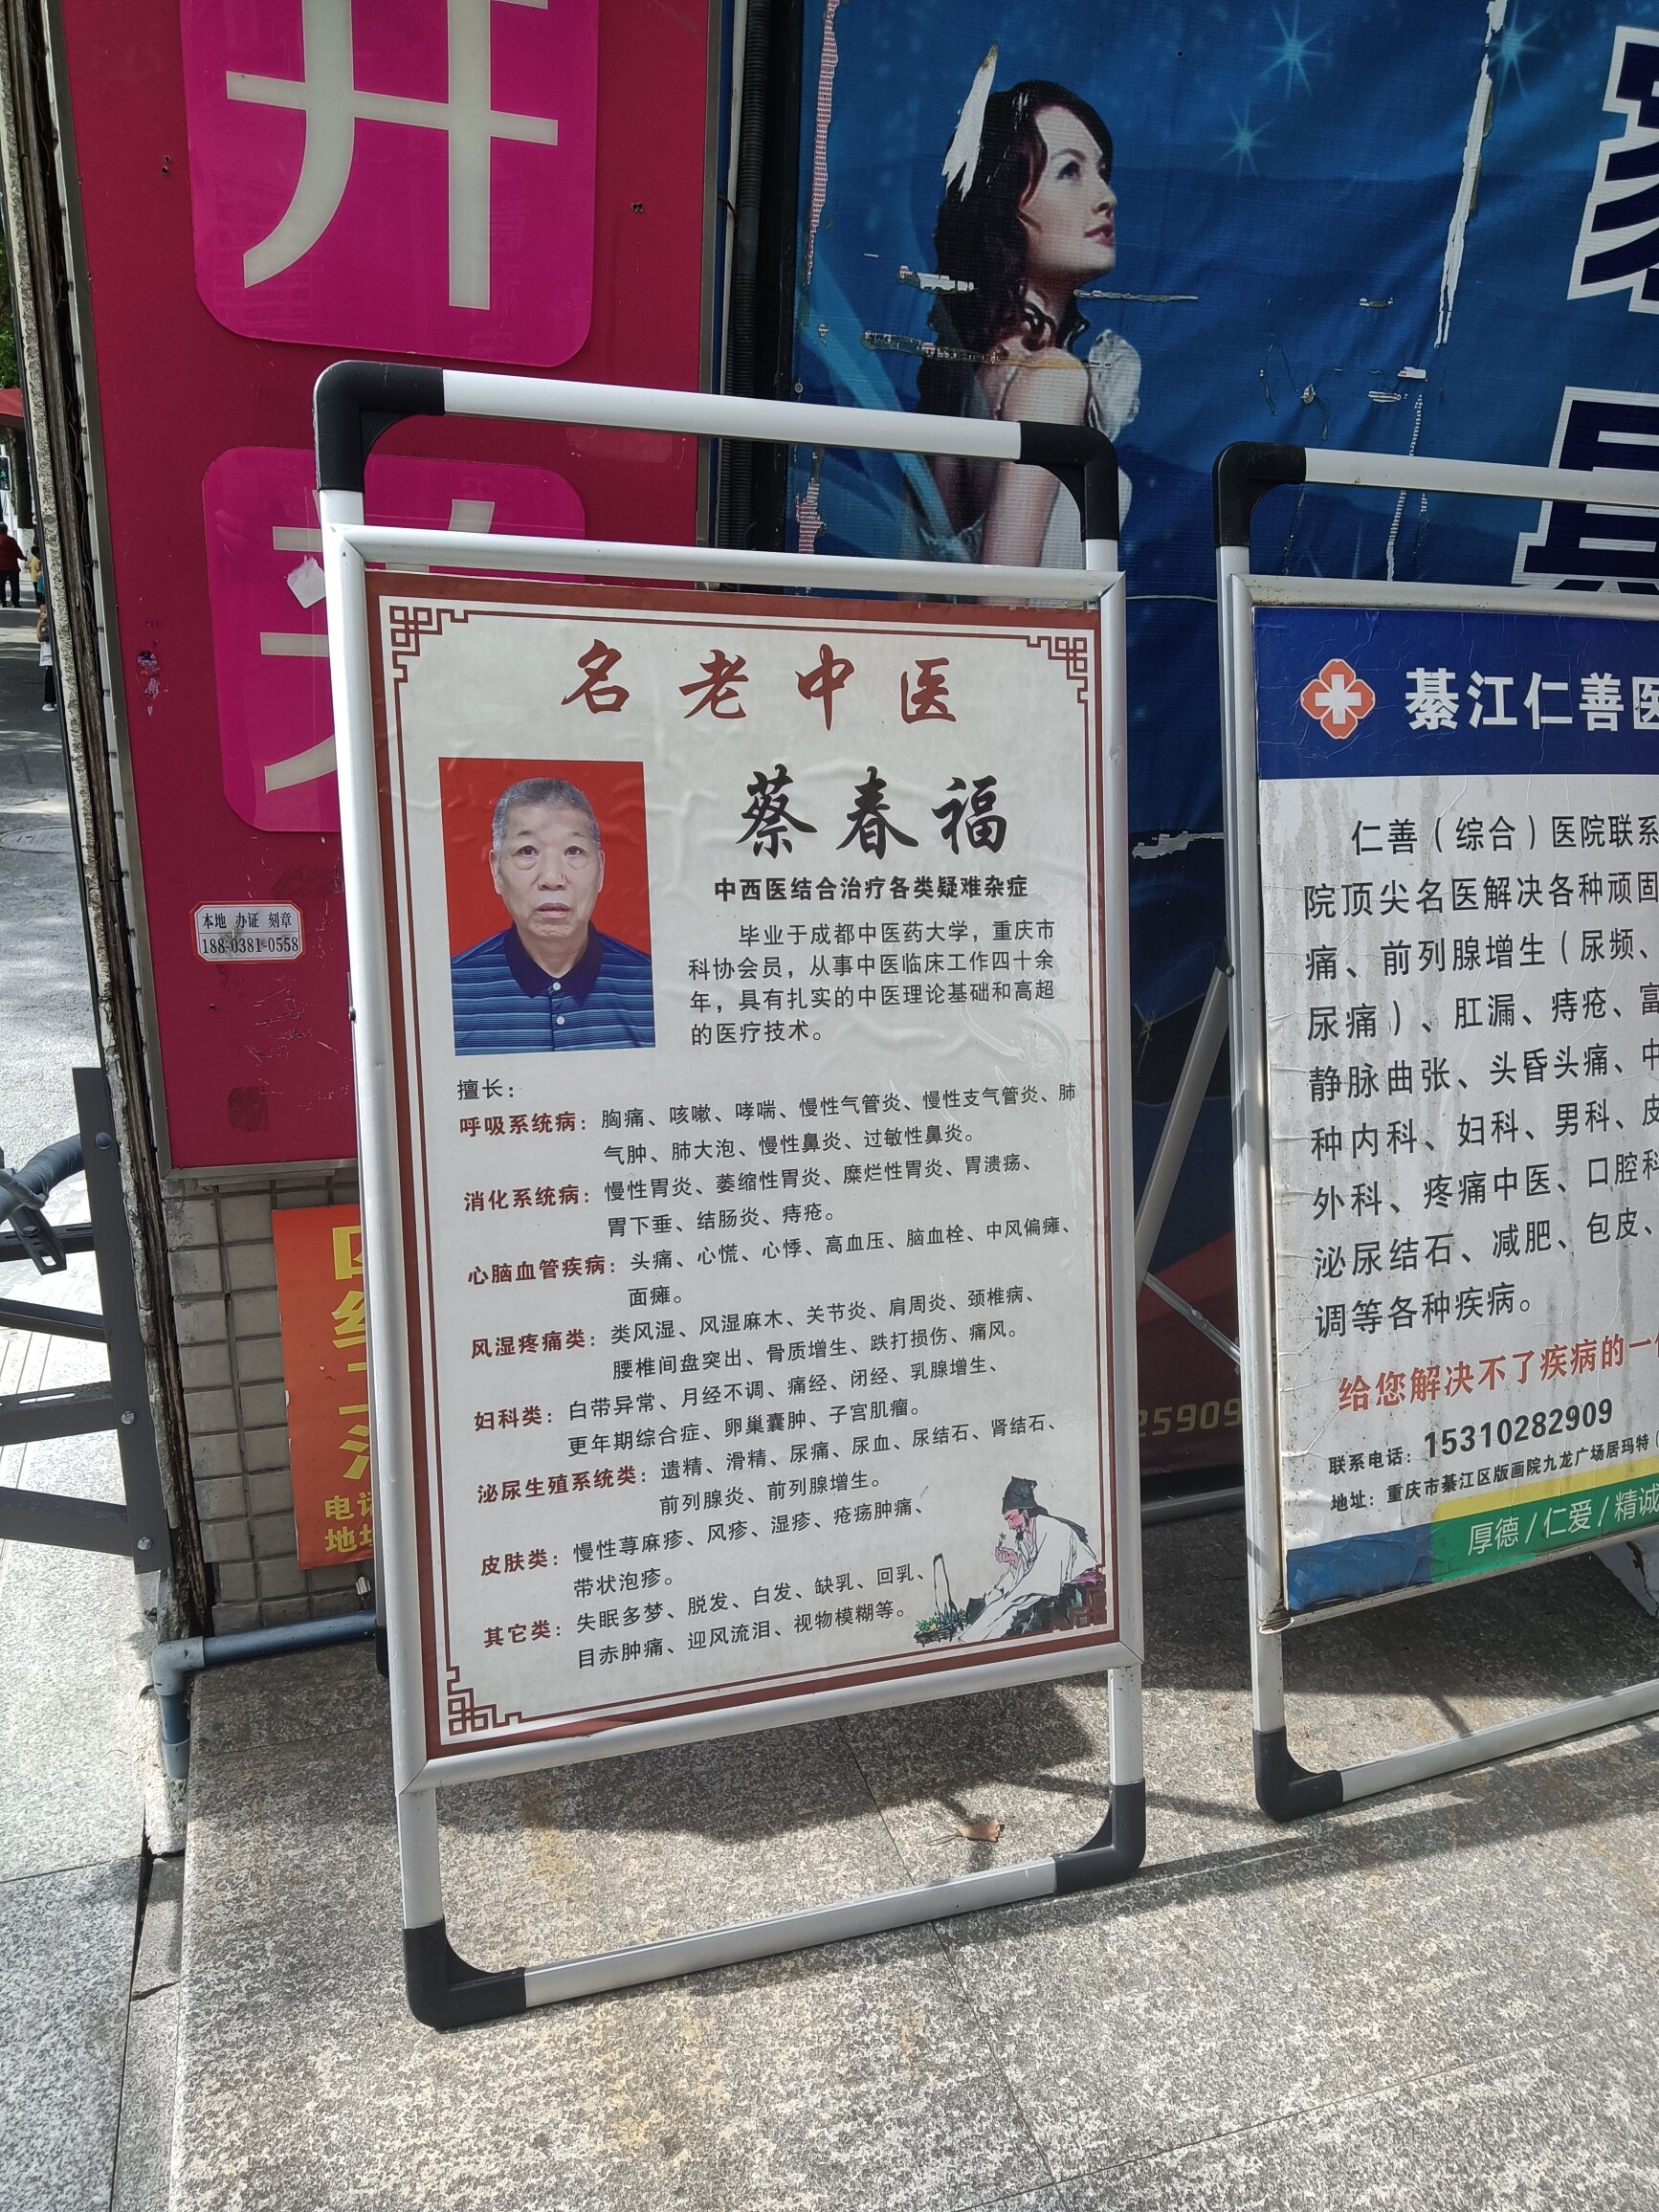 开
美
本地 办证 刻章
188-0381-0558
名老中医
蔡春福
中西医结合治疗各类疑难杂症
毕业于成都中医药大学，重庆市
科协会员，从事中医临床工作四十余
年，具有扎实的中医理论基础和高超
的医疗技术。
擅长：
呼吸系统病：胸痛、咳嗽、哮喘、慢性气管炎、慢性支气管炎、肺
气肿、肺大泡、慢性鼻炎、过敏性鼻炎。
消化系统病：慢性胃炎、萎缩性胃炎、糜烂性胃炎、胃溃疡、
胃下垂、结肠炎、痔疮。
心脑血管疾病：头痛、心慌、心悸、高血压、脑血栓、中风偏瘫、
面瘫。
风湿疼痛类：类风湿、风湿麻木、关节炎、肩周炎、颈椎病、
腰椎间盘突出、骨质增生、跌打损伤、痛风。
妇科类：白带异常、月经不调、痛经、闭经、乳腺增生、
更年期综合症、卵巢囊肿、子宫肌瘤。
泌尿生殖系统类：遗精、滑精、尿痛、尿血、尿结石、肾结石、
前列腺炎、前列腺增生。
皮肤类：慢性荨麻疹、风疹、湿疹、疮疡肿痛、
带状泡疹。
其它类：失眠多梦、脱发、白发、缺乳、回乳、
目赤肿痛、迎风流泪、视物模糊等。
綦江仁善医
仁善（综合）医院联系
院顶尖名医解决各种顽固
痛、前列腺增生（尿频、
尿痛）、肛漏、痔疮、富
静脉曲张、头昏头痛、中
种内科、妇科、男科、皮
外科、疼痛中医、口腔科
泌尿结石、减肥、包皮、
调等各种疾病。
给您解决不了疾病的一
联系电话：15310282909
地址：重庆市綦江区版画院九龙广场居玛特
厚德/仁爱/精诚
25909
电话
地址